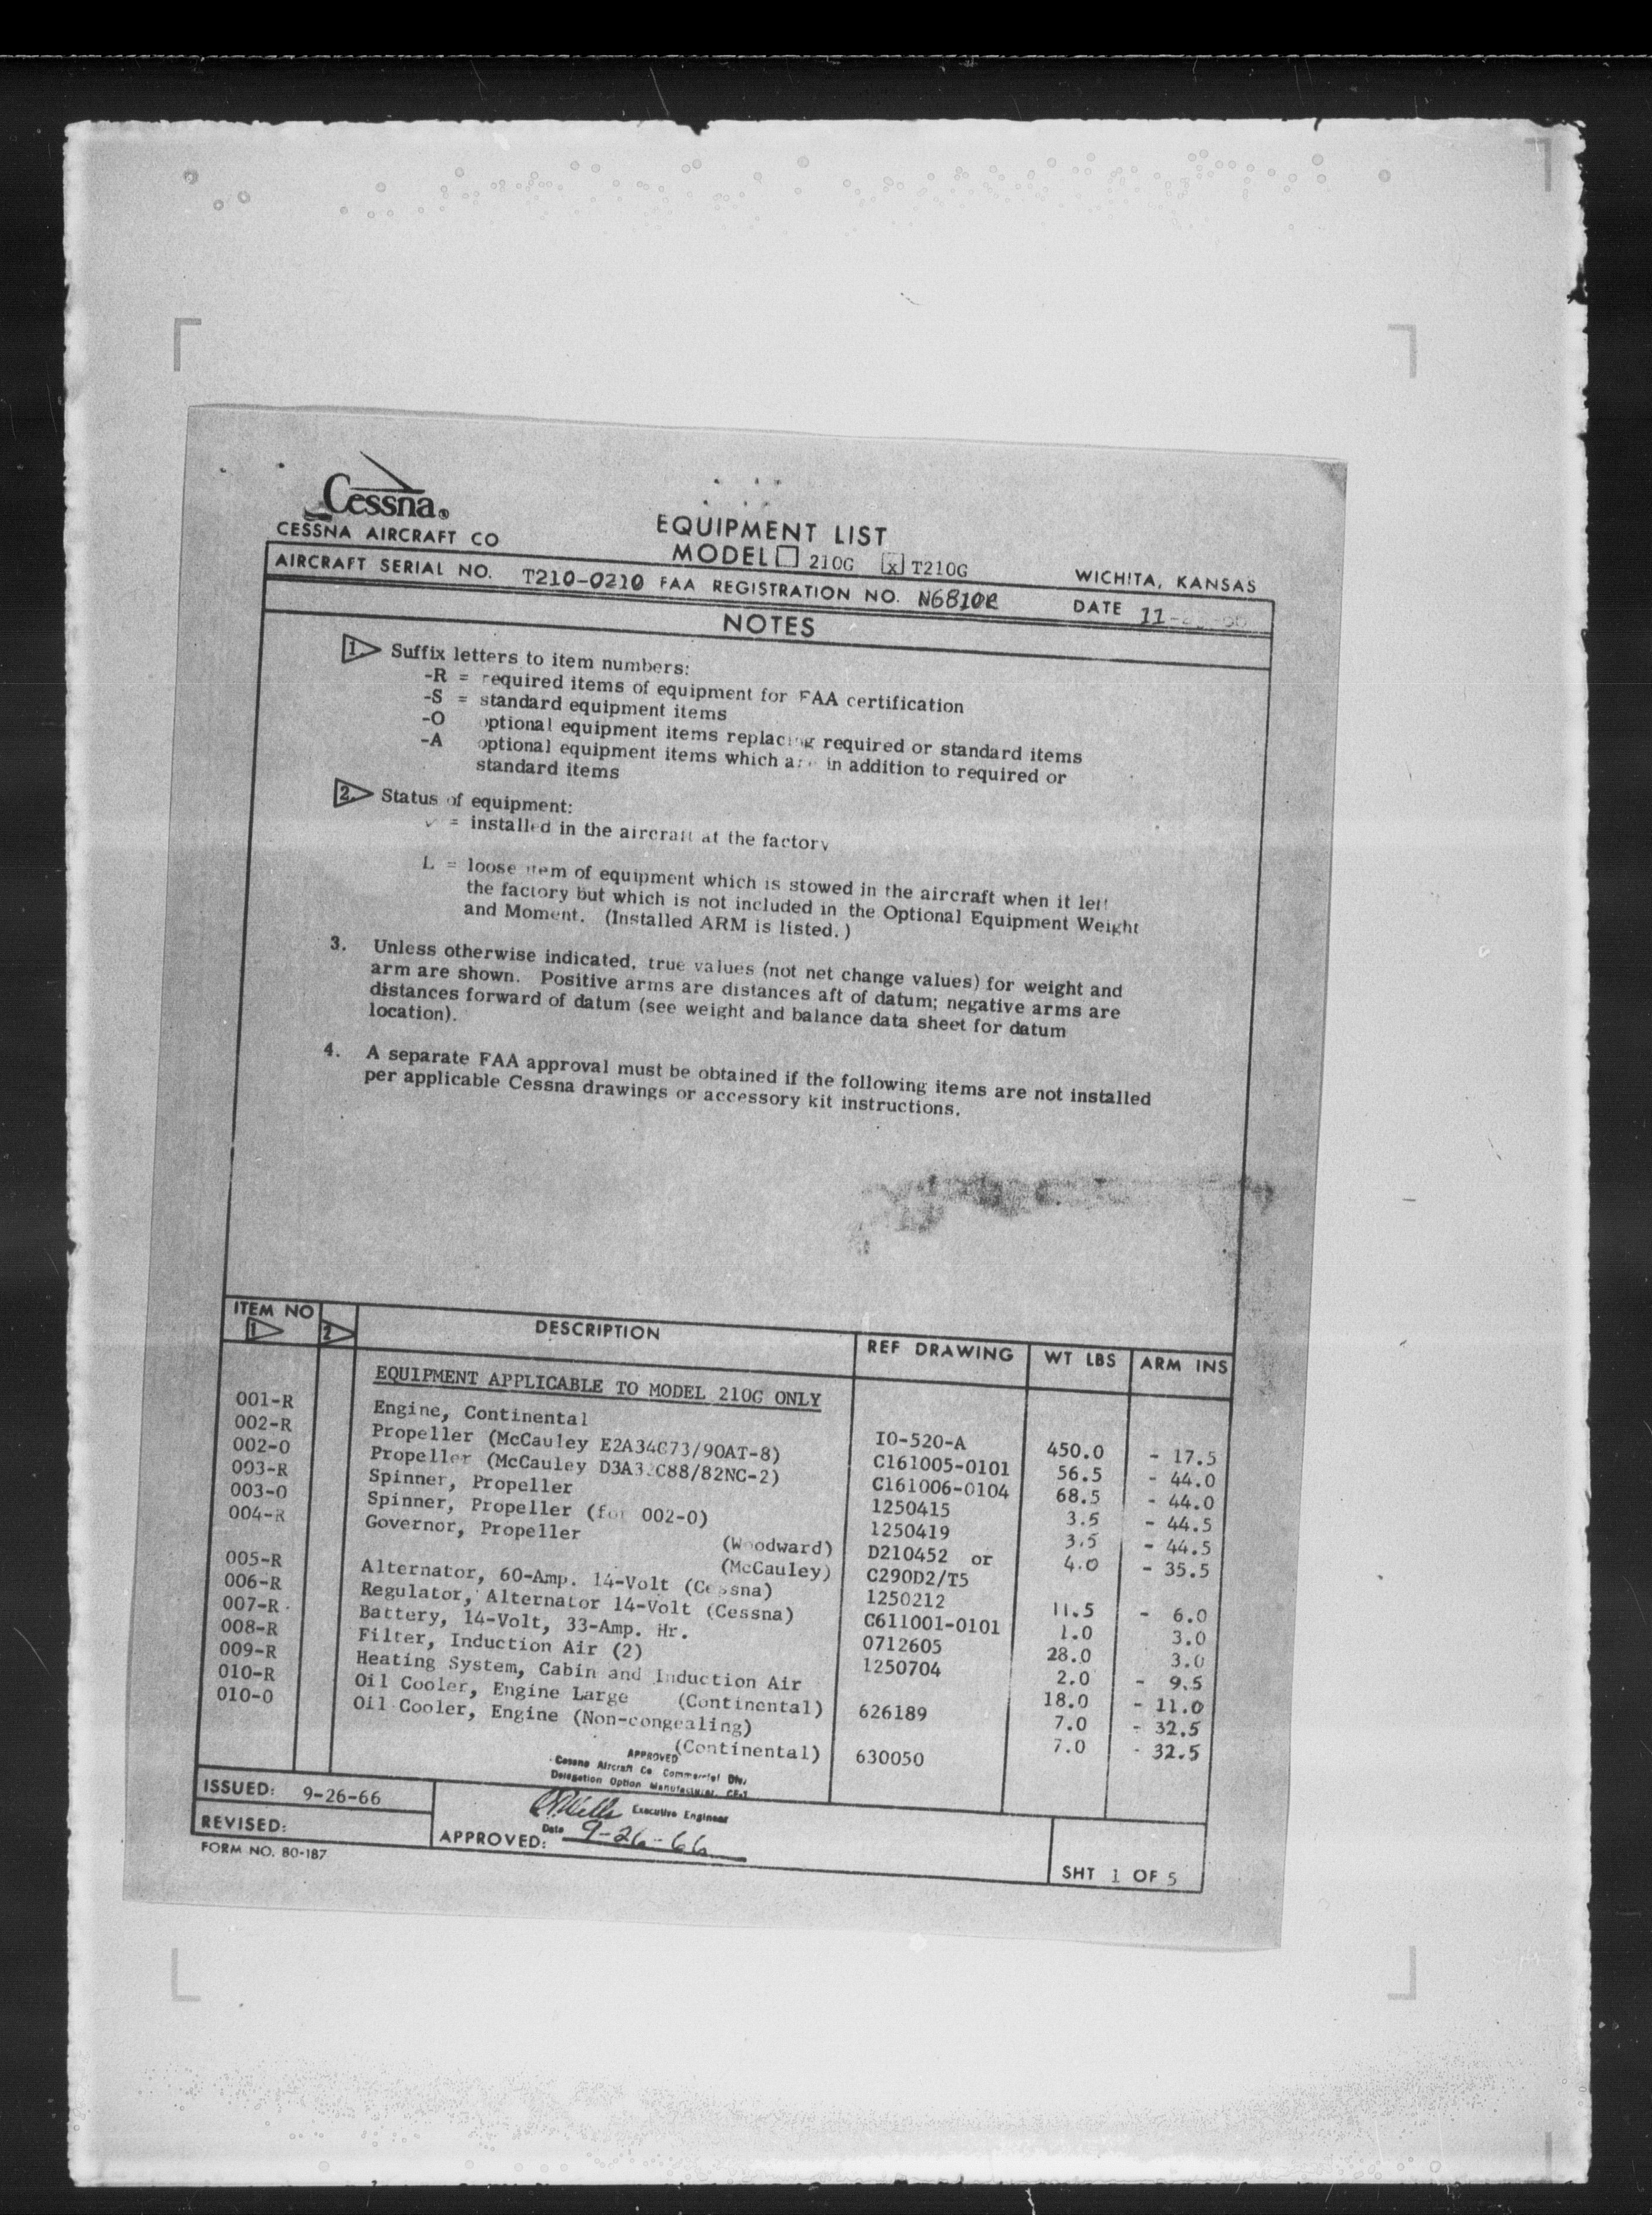 Cessna®
CESSNA AIRCRAFT CO
EQUIPMENT LIST
MODEL 210G x T210G
WICHITA, KANSAS
AIRCRAFT SERIAL NO. T210-0210 FAA REGISTRATION NO. N6810R DATE 11-
NOTES
1. Suffix letters to item numbers:
-R = required items of equipment for FAA certification
-S = standard equipment items
-O optional equipment items replacing required or standard items
-A optional equipment items which are in addition to required or
standard items
2. Status of equipment:
✓ = installed in the aircraft at the factory
L = loose item of equipment which is stowed in the aircraft when it left
the factory but which is not included in the Optional Equipment Weight
and Moment. (Installed ARM is listed.)
3. Unless otherwise indicated, true values (not net change values) for weight and
arm are shown. Positive arms are distances aft of datum; negative arms are
distances forward of datum (see weight and balance data sheet for datum
location).
4. A separate FAA approval must be obtained if the following items are not installed
per applicable Cessna drawings or accessory kit instructions.
ITEM NO 1 2 DESCRIPTION REF DRAWING WT LBS ARM INS
EQUIPMENT APPLICABLE TO MODEL 210G ONLY
001-R Engine, Continental IO-520-A 450.0 - 17.5
002-R Propeller (McCauley E2A34C73/90AT-8) C161005-0101 56.5 - 44.0
002-O Propeller (McCauley D3A32C88/82NC-2) C161006-0104 68.5 - 44.0
003-R Spinner, Propeller 1250415 3.5 - 44.5
003-O Spinner, Propeller (for 002-0) 1250419 3.5 - 44.5
004-R Governor, Propeller (Woodward) D210452 or 4.0 - 35.5
(McCauley) C290D2/T5
005-R Alternator, 60-Amp. 14-Volt (Cessna) 1250212 11.5 - 6.0
006-R Regulator, Alternator 14-Volt (Cessna) C611001-0101 1.0 3.0
007-R Battery, 14-Volt, 33-Amp. Hr. 0712605 28.0 3.0
008-R Filter, Induction Air (2) 1250704 2.0 - 9.5
009-R Heating System, Cabin and Induction Air 18.0 - 11.0
010-R Oil Cooler, Engine Large (Continental) 626189 7.0 - 32.5
010-0 Oil Cooler, Engine (Non-congealing) 7.0 - 32.5
(Continental) 630050
APPROVED
Cessna Aircraft Co. Commercial Div.
Delegation Option Manufacturer, CE-1
Executive Engineer
Date 9-26-66
ISSUED: 9-26-66
REVISED:
APPROVED:
SHT 1 OF 5
FORM NO. 80-187